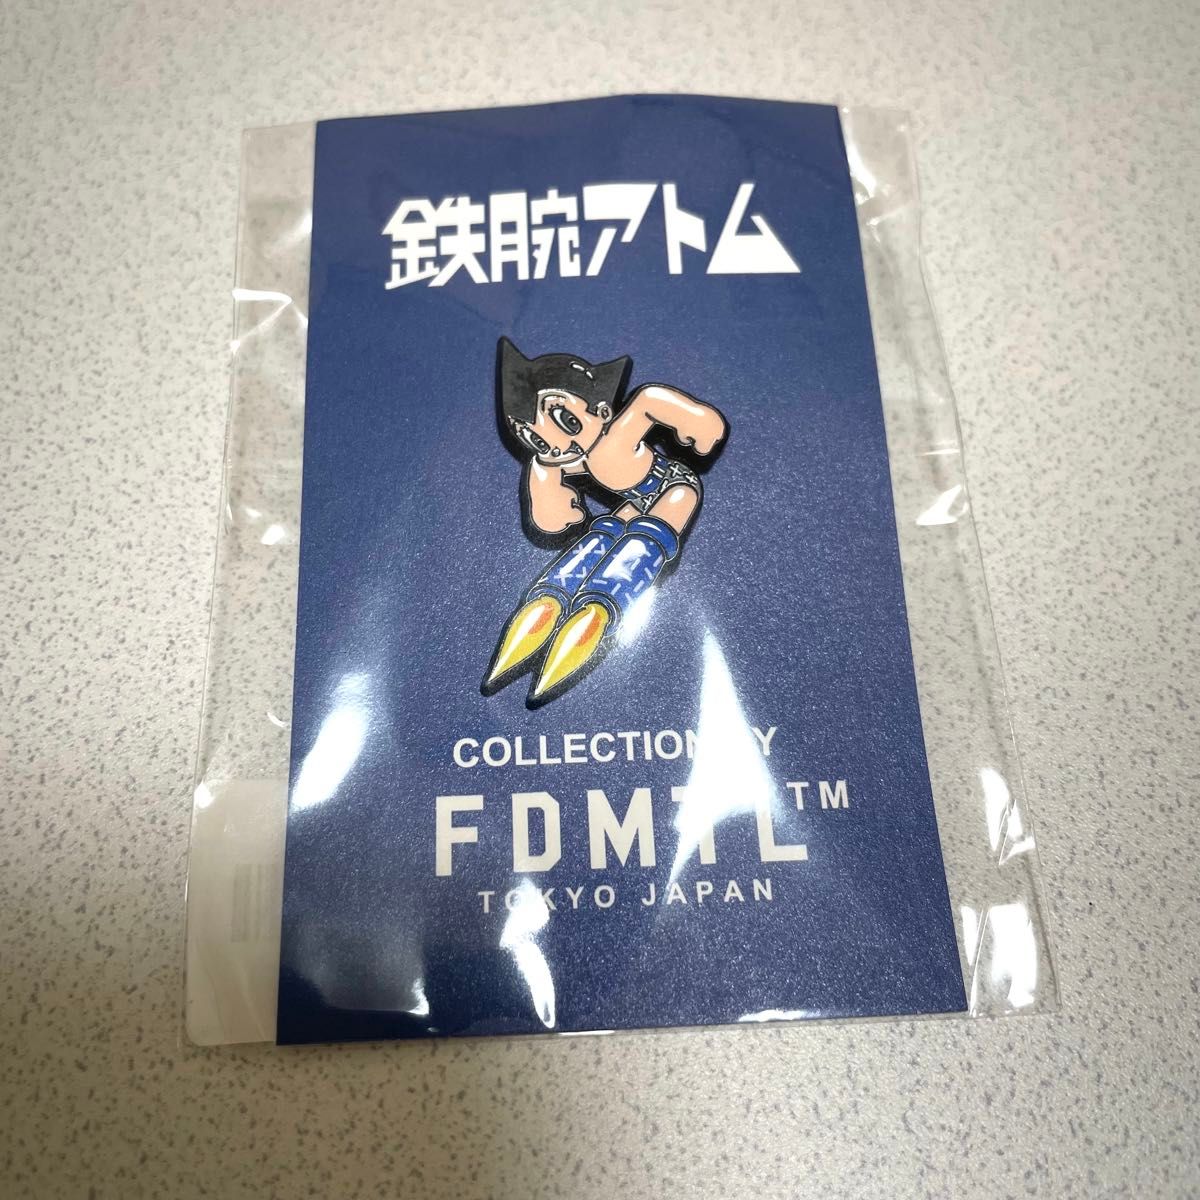 鉄腕アトム
COLLECTION BY
FDMTL™
TOKYO JAPAN